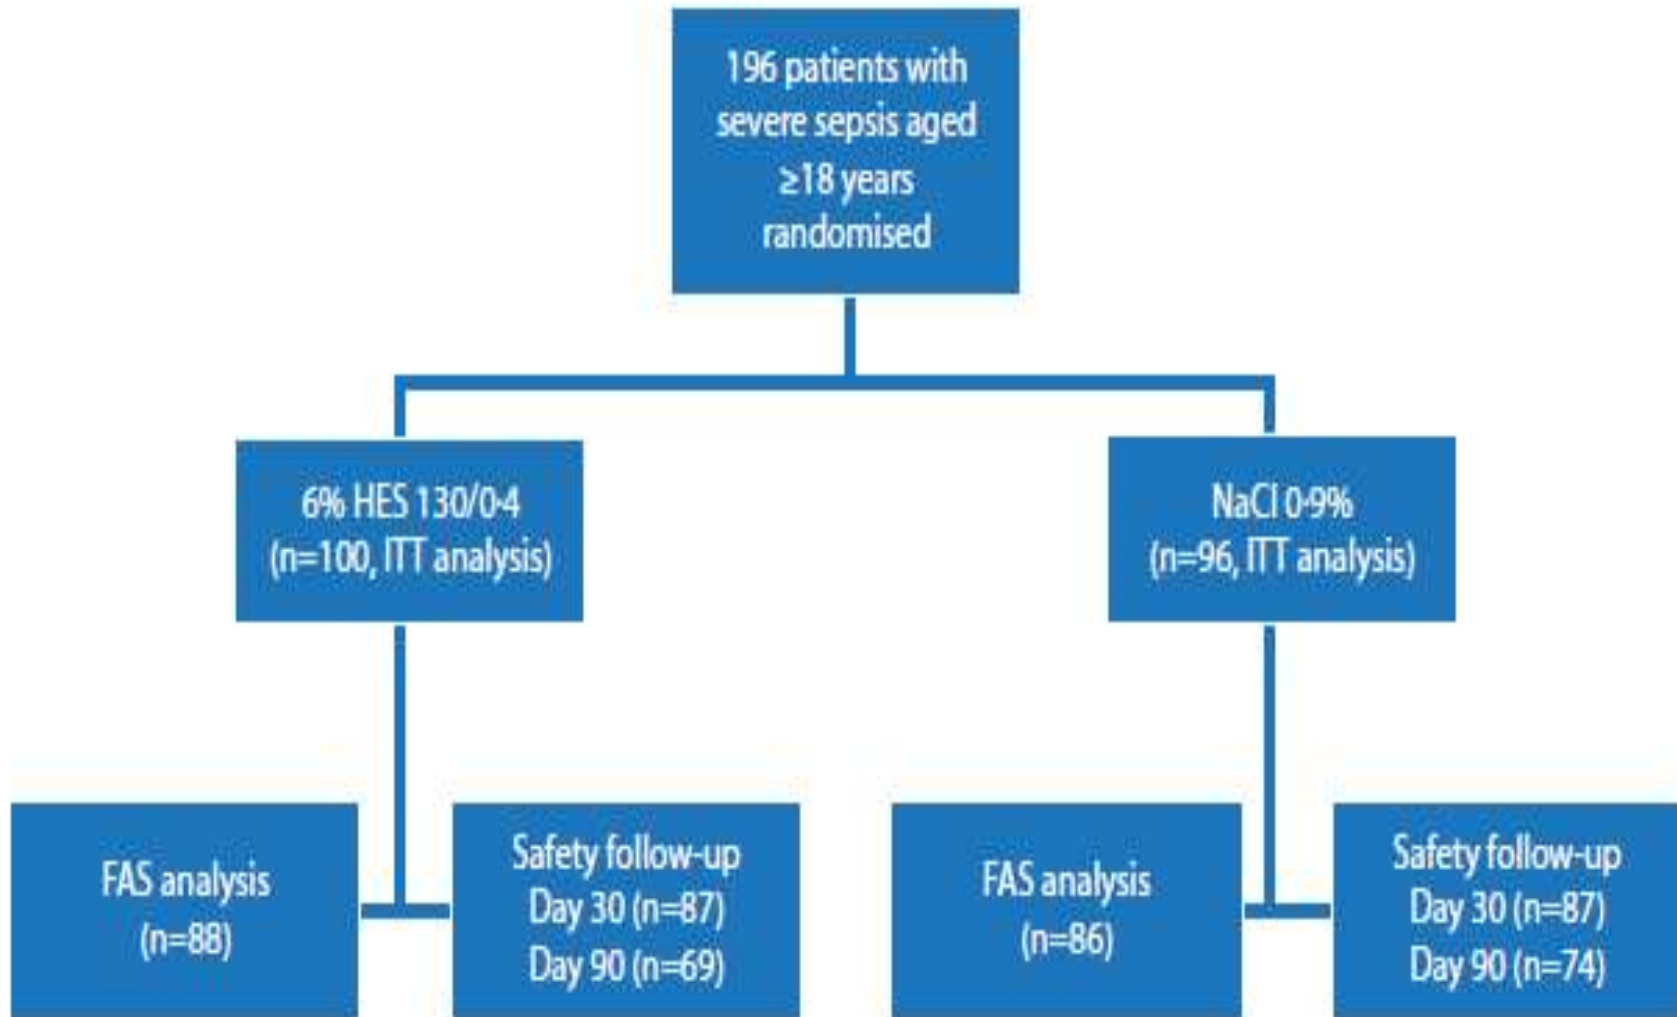 196 patients with
severe sepsis aged
≥18 years
randomised
6% HES 130/0·4
(n=100, ITT analysis)
NaCl 0·9%
(n=96, ITT analysis)
FAS analysis
(n=88)
Safety follow-up
Day 30 (n=87)
Day 90 (n=69)
FAS analysis
(n=86)
Safety follow-up
Day 30 (n=87)
Day 90 (n=74)